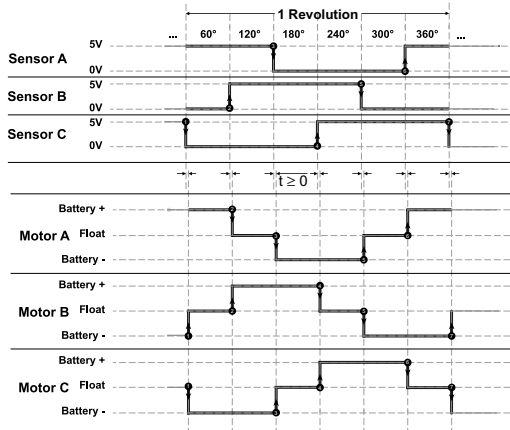 1 Revolution
... 60° 120° 180° 240° 300° 360° ...
5V
Sensor A
0V
5V
Sensor B
0V
5V
Sensor C
0V
t ≥ 0
Battery +
Motor A Float
Battery -
Battery +
Motor B Float
Battery -
Battery +
Motor C Float
Battery -